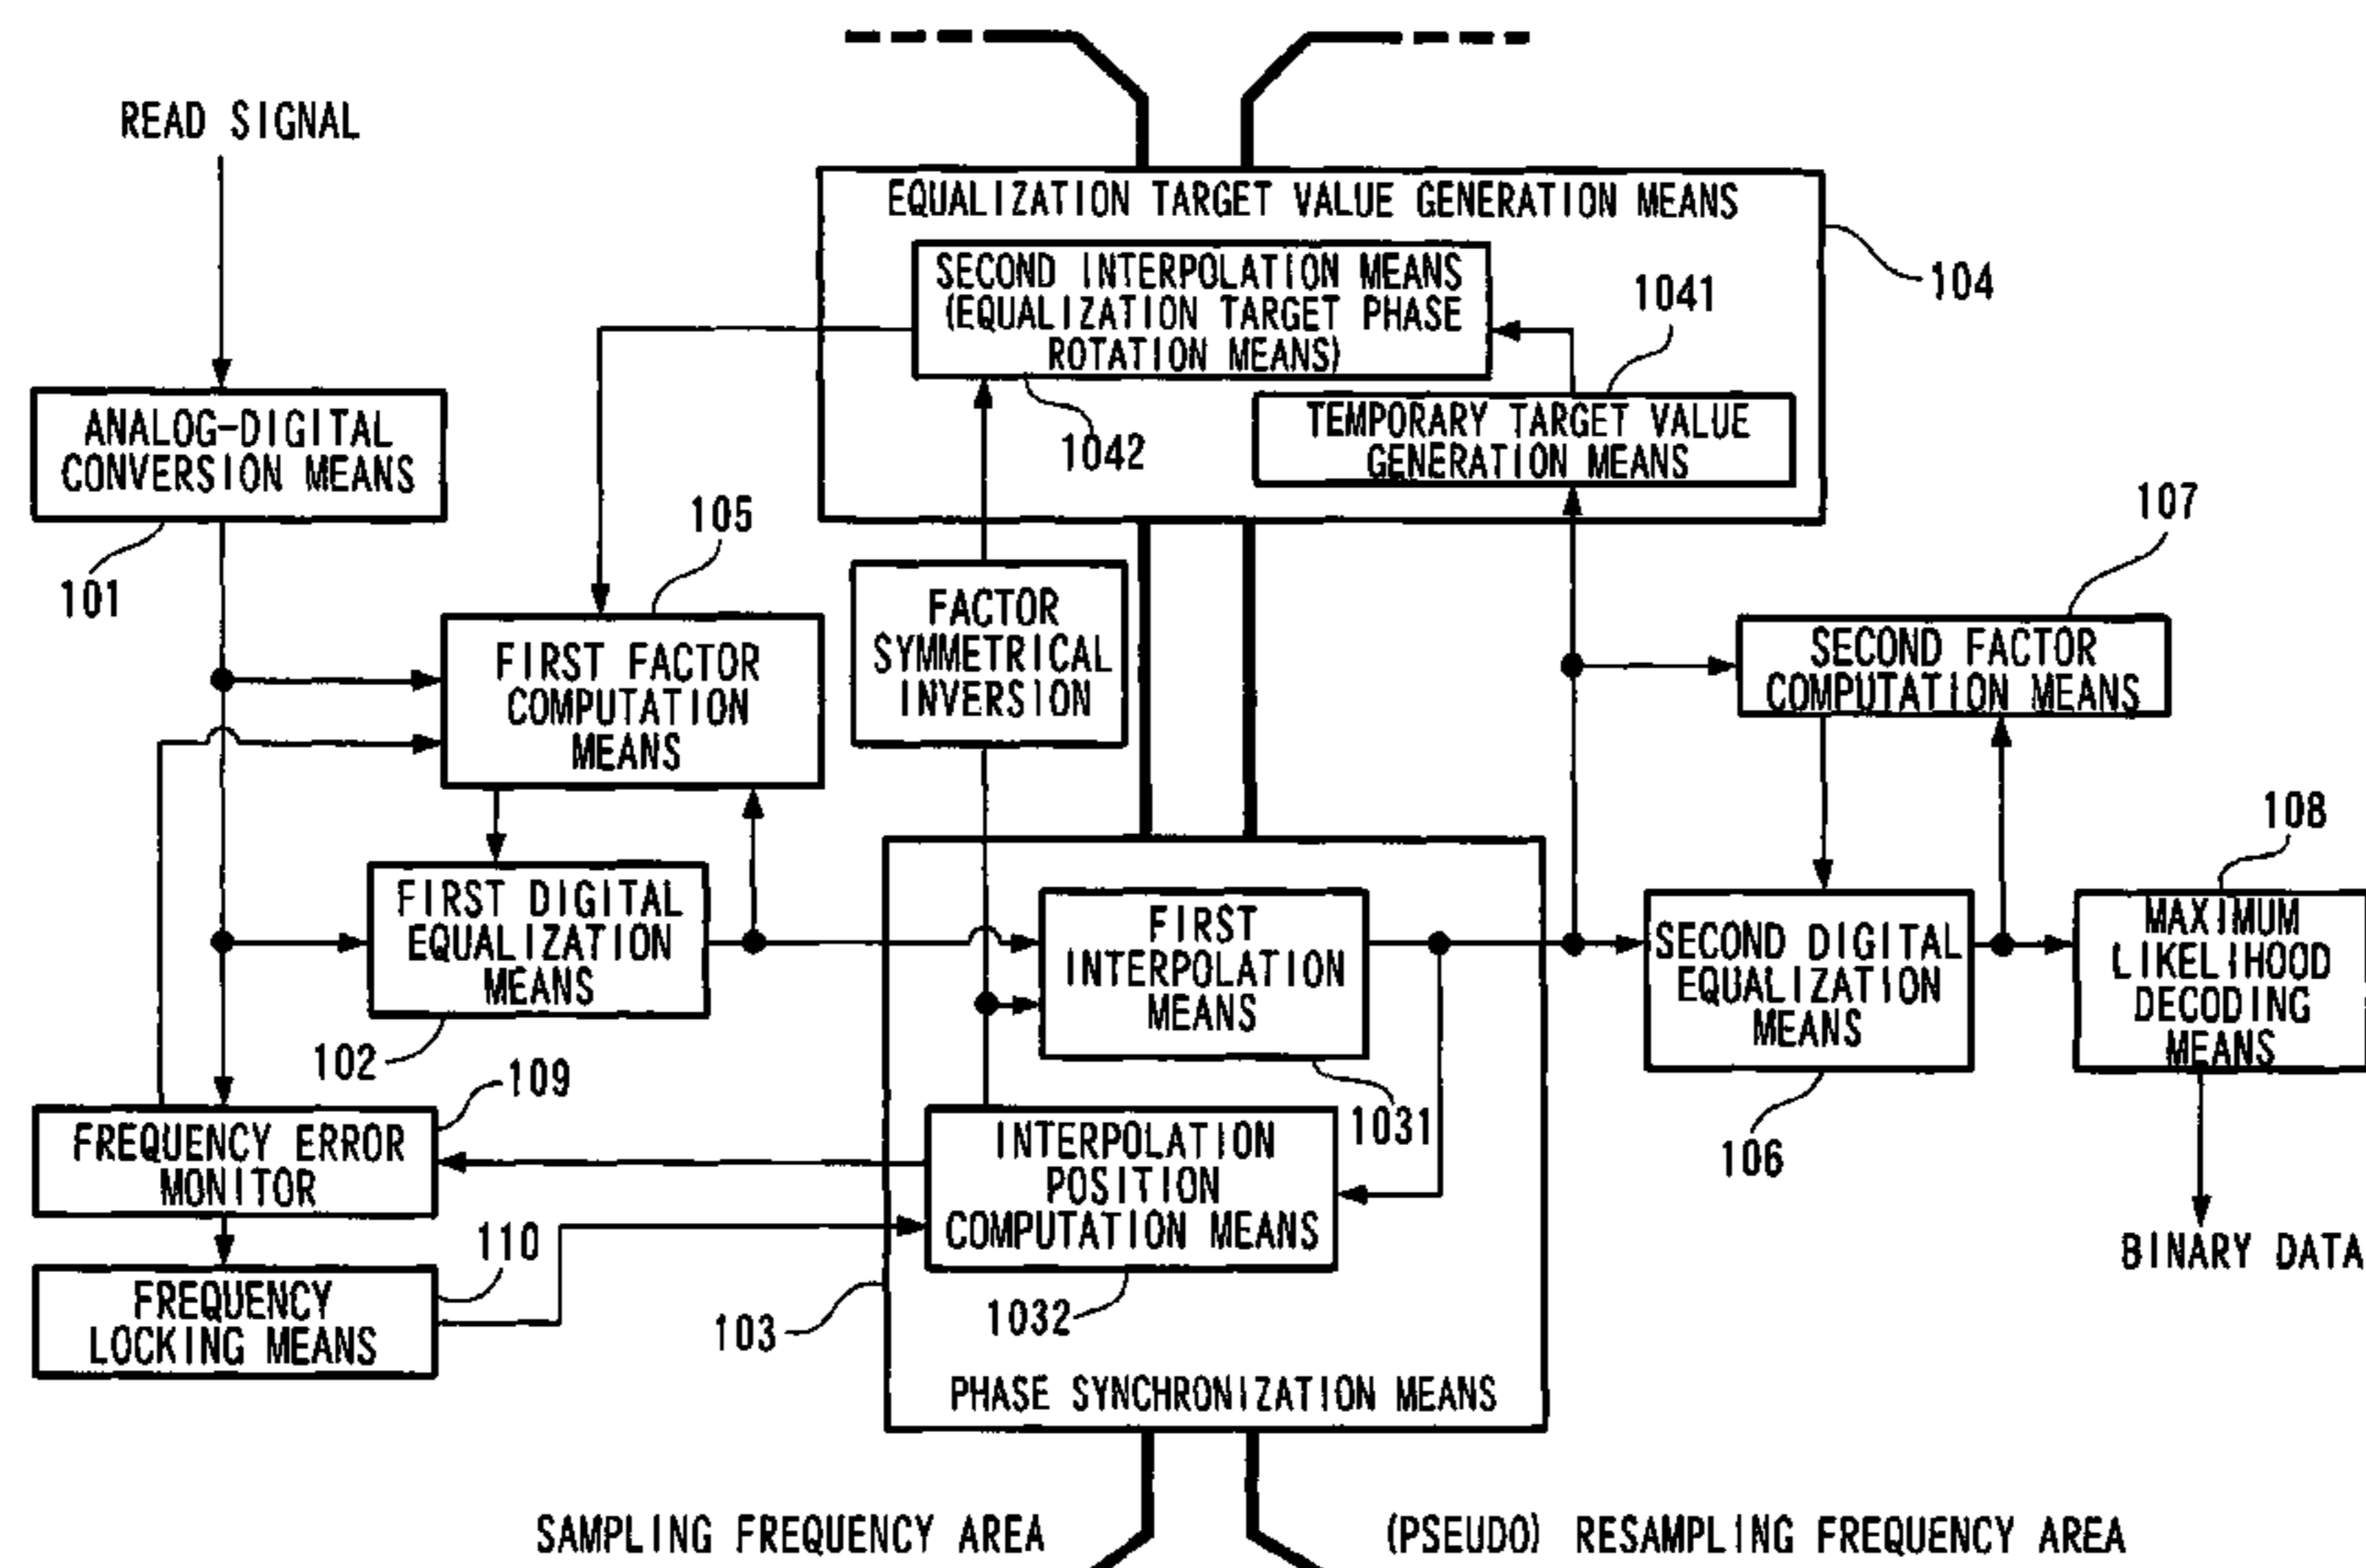 READ SIGNAL
EQUALIZATION TARGET VALUE GENERATION MEANS
SECOND INTERPOLATION MEANS
(EQUALIZATION TARGET PHASE
ROTATION MEANS)
1041
104
TEMPORARY TARGET VALUE
GENERATION MEANS
1042
ANALOG-DIGITAL
CONVERSION MEANS
101
105
107
FIRST FACTOR
COMPUTATION
MEANS
FACTOR
SYMMETRICAL
INVERSION
SECOND FACTOR
COMPUTATION MEANS
108
FIRST DIGITAL
EQUALIZATION
MEANS
102
FIRST
INTERPOLATION
MEANS
1031
SECOND DIGITAL
EQUALIZATION
MEANS
106
MAXIMUM
LIKELIHOOD
DECODING
MEANS
109
FREQUENCY ERROR
MONITOR
INTERPOLATION
POSITION
COMPUTATION MEANS
1032
110
FREQUENCY
LOCKING MEANS
103
BINARY DATA
PHASE SYNCHRONIZATION MEANS
SAMPLING FREQUENCY AREA
(PSEUDO) RESAMPLING FREQUENCY AREA